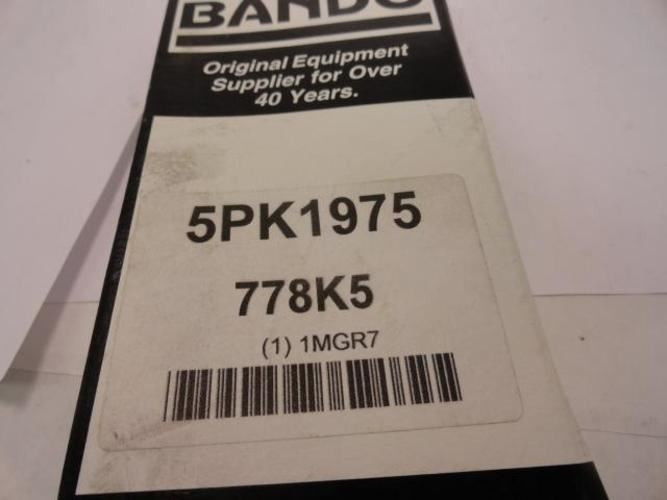 BANDO
Original Equipment
Supplier for Over
40 Years.
5PK1975
778K5
(1) 1MGR7